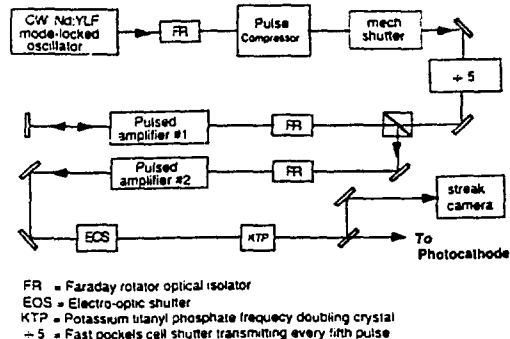 CW Nd:YLF
mode-locked
oscillator
FR
Pulse
Compressor
mech
shutter
÷ 5
Pulsed
amplifier #1
FR
Pulsed
amplifier #2
FR
streak
camera
EOS
KTP
To
Photocathode
FR = Faraday rotator optical isolator
EOS = Electro-optic shutter
KTP = Potassium titanyl phosphate frequecy doubling crystal
÷ 5 = Fast pockels cell shutter transmitting every fifth pulse